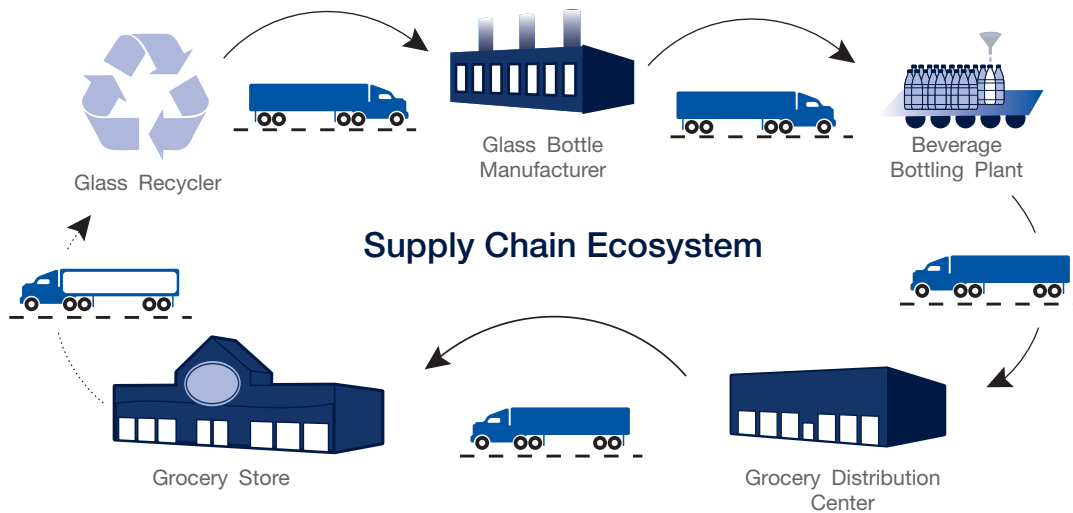 Glass Recycler
Glass Bottle
Manufacturer
Beverage
Bottling Plant
Supply Chain Ecosystem
Grocery Store
Grocery Distribution
Center